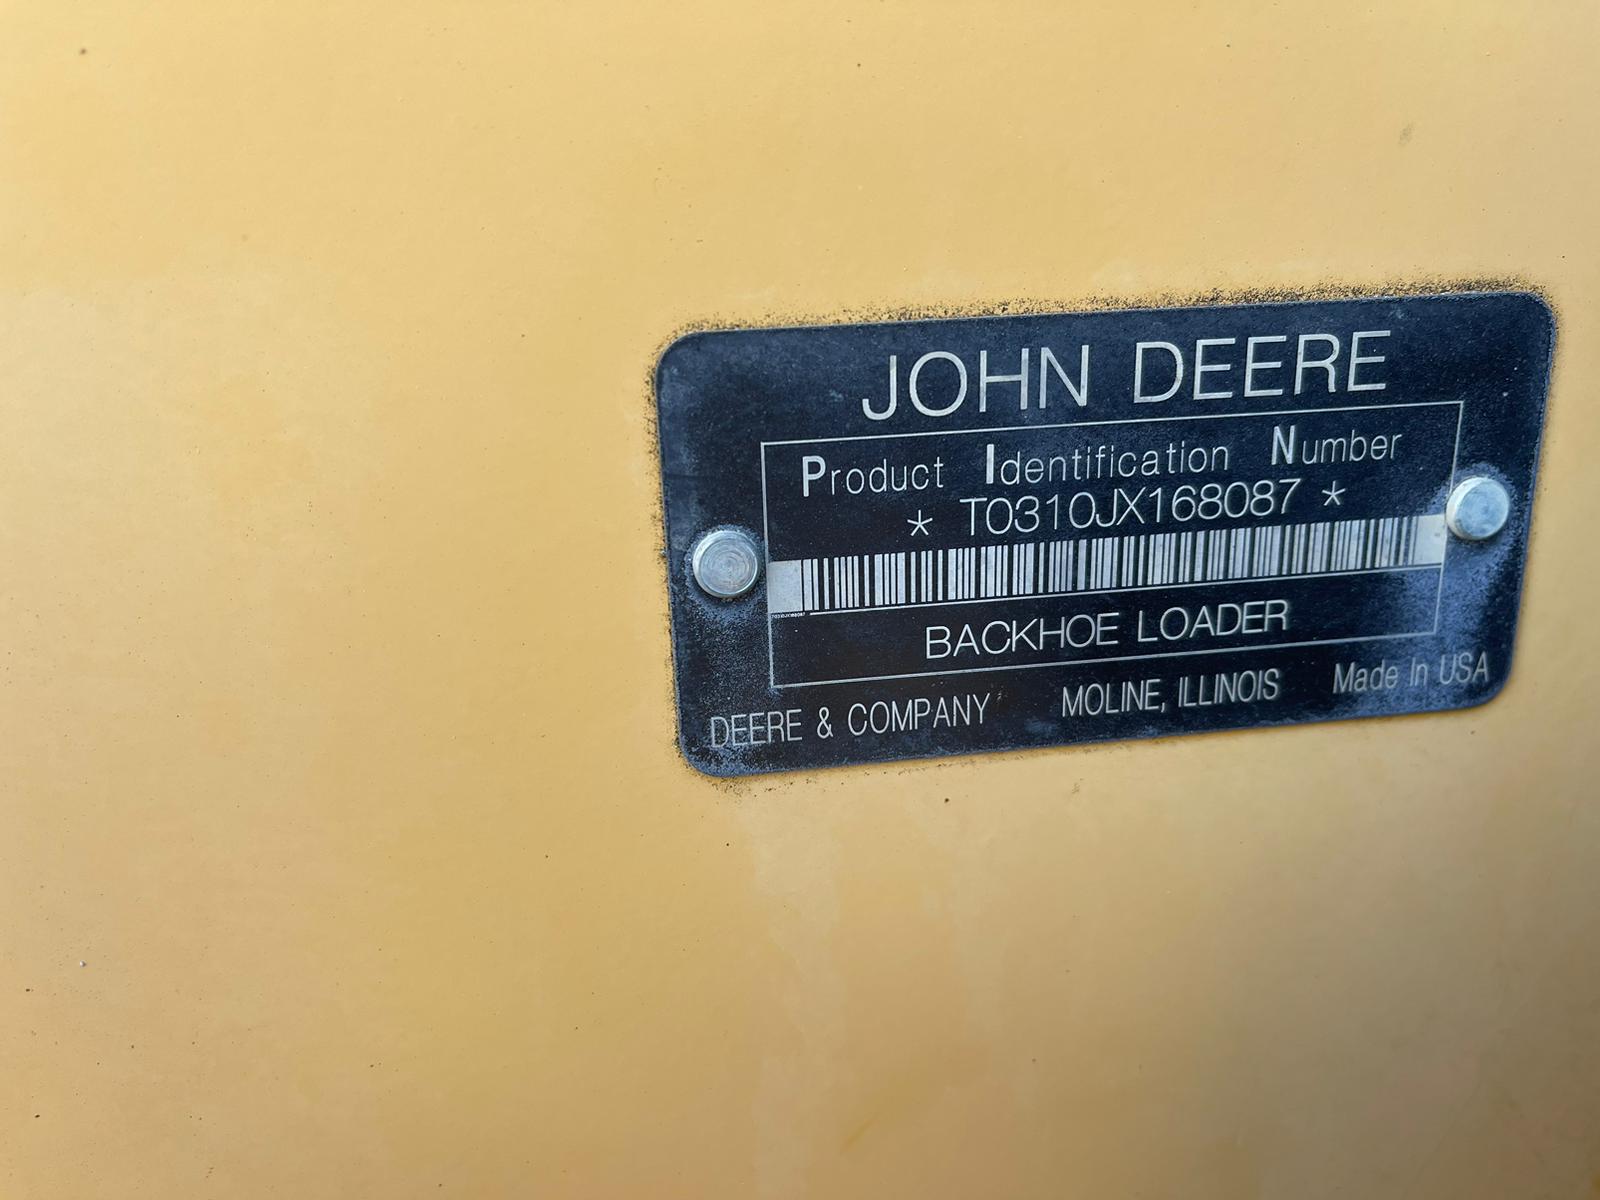 JOHN DEERE
Product Identification Number
* T0310JX168087 *
BACKHOE LOADER
DEERE & COMPANY MOLINE, ILLINOIS Made In USA